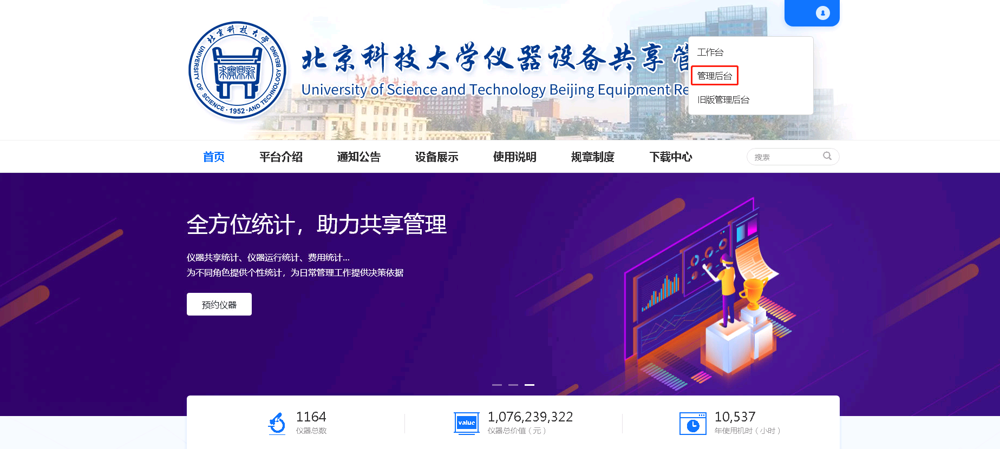 北京科技大学
UNIVERSITY OF SCIENCE AND TECHNOLOGY BEIJING
·1952·
北京科技大学仪器设备共享管
University of Science and Technology Beijing Equipment Re
工作台
管理后台
旧版管理后台
首页 平台介绍 通知公告 设备展示 使用说明 规章制度 下载中心 搜索
全方位统计，助力共享管理
仪器共享统计、仪器运行统计、费用统计...
为不同角色提供个性统计，为日常管理工作提供决策依据
预约仪器
1164
仪器总数
value
1,076,239,322
仪器总价值（元）
10,537
年使用机时（小时）